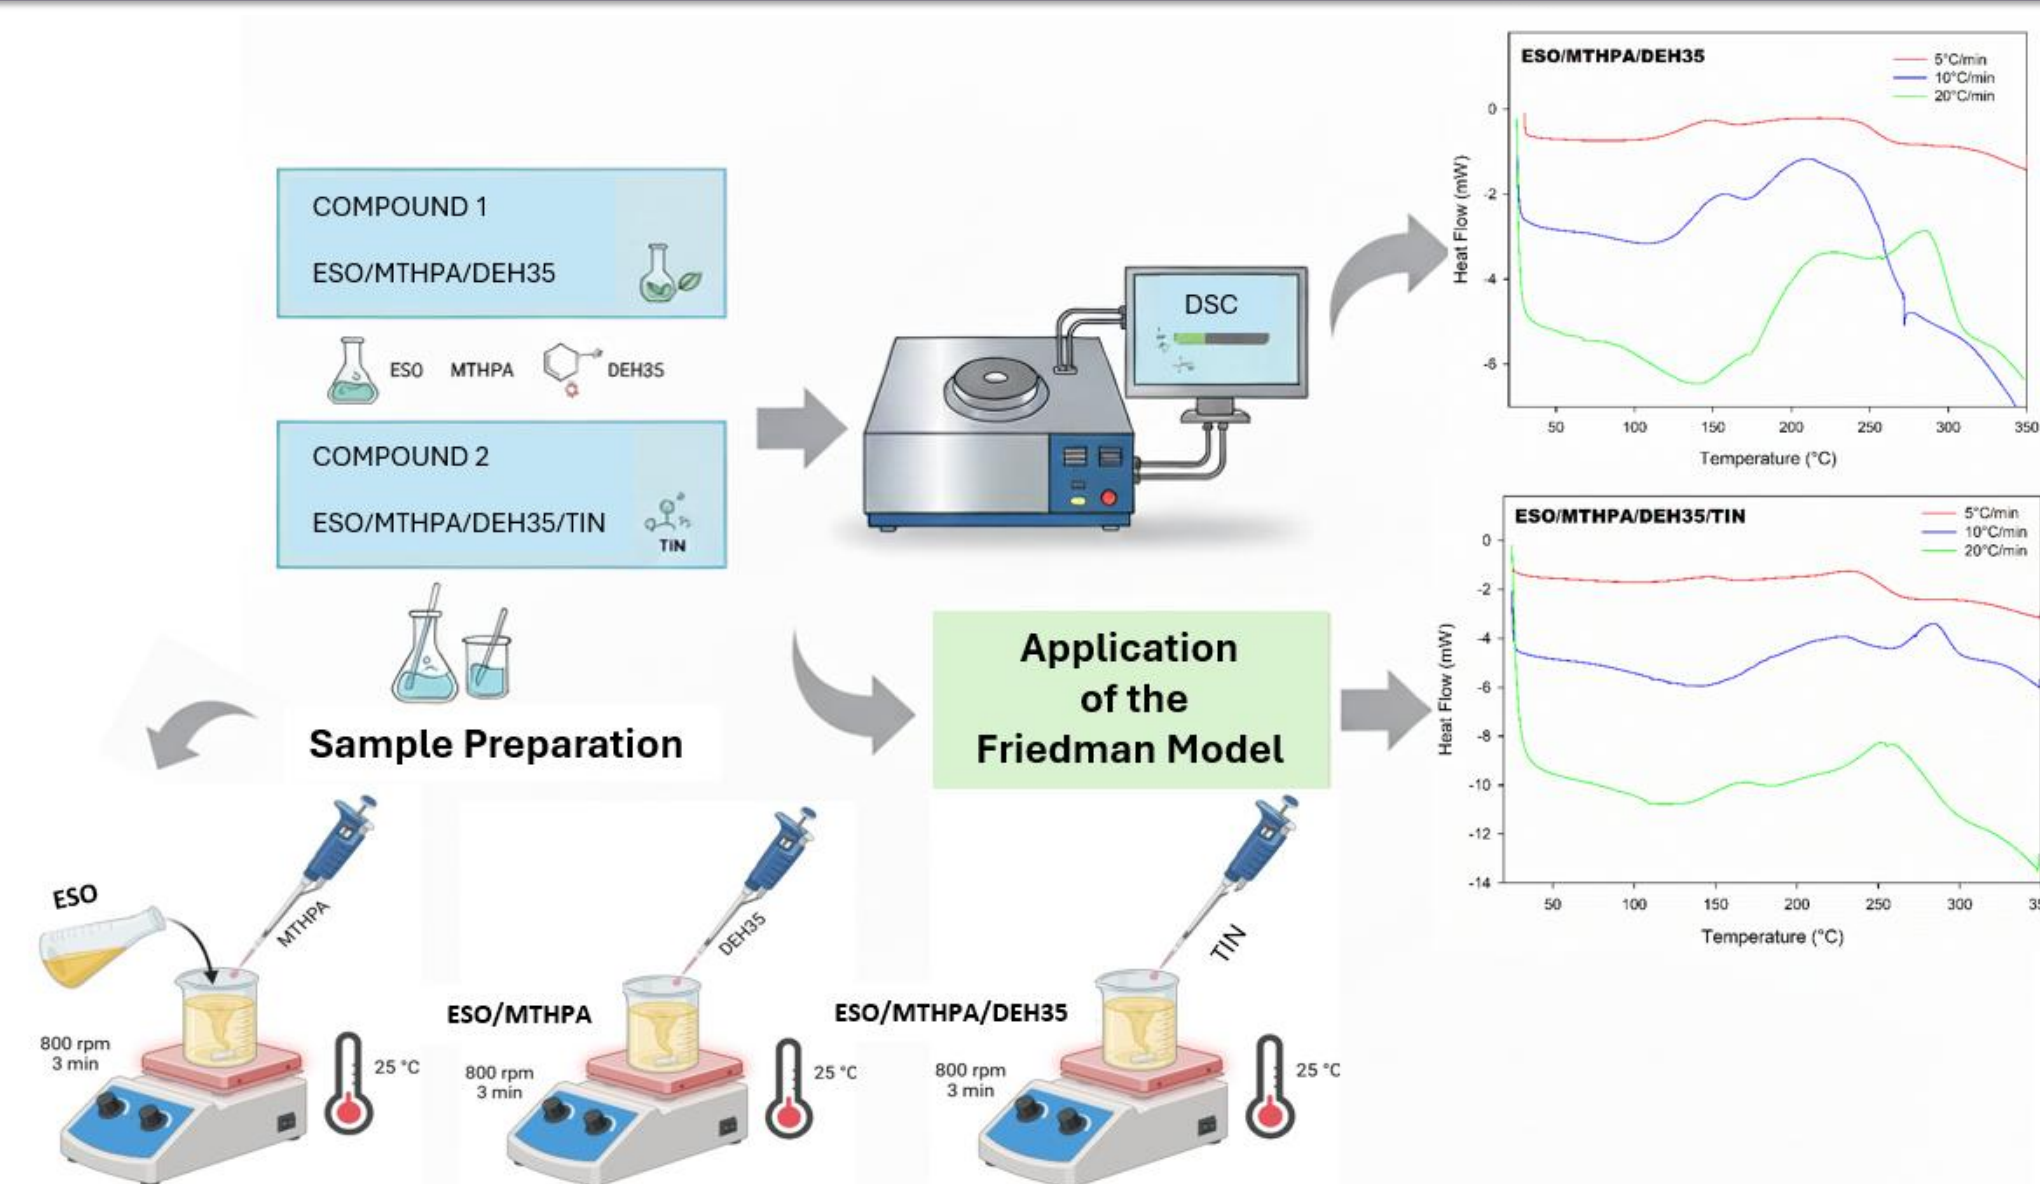 COMPOUND 1
ESO/MTHPA/DEH35
ESO MTHPA DEH35
COMPOUND 2
ESO/MTHPA/DEH35/TIN
TIN
Sample Preparation
DSC
Application
of the
Friedman Model
ESO/MTHPA/DEH35
5°C/min
10°C/min
20°C/min
Heat Flow (mW)
0
-2
-4
-6
50 100 150 200 250 300 350
Temperature (°C)
ESO/MTHPA/DEH35/TIN
5°C/min
10°C/min
20°C/min
Heat Flow (mW)
0
-2
-4
-6
-8
-10
-12
-14
50 100 150 200 250 300
Temperature (°C)
ESO
MTHPA
800 rpm
3 min
25 °C
ESO/MTHPA
DEH35
800 rpm
3 min
25 °C
ESO/MTHPA/DEH35
TIN
800 rpm
3 min
25 °C